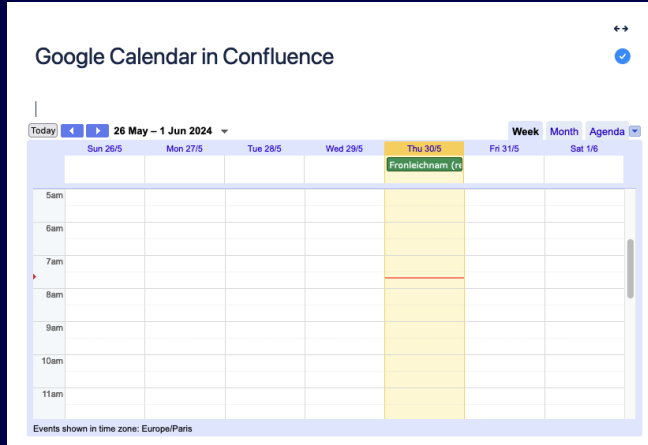 Google Calendar in Confluence
Today 26 May – 1 Jun 2024 Week Month Agenda
Sun 26/5 Mon 27/5 Tue 28/5 Wed 29/5 Thu 30/5 Fri 31/5 Sat 1/6
Fronleichnam (re
5am
6am
7am
8am
9am
10am
11am
Events shown in time zone: Europe/Paris